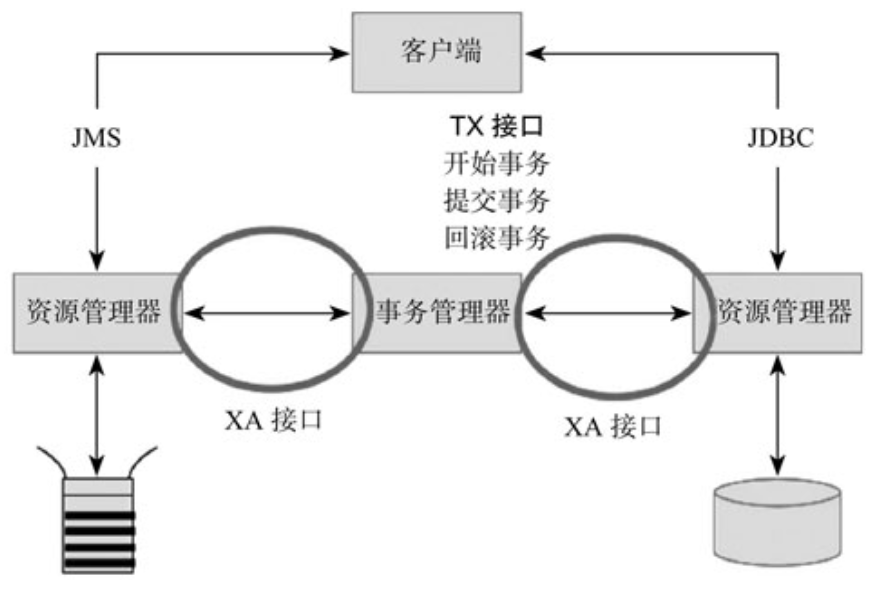 客户端
JMS
TX 接口
开始事务
提交事务
回滚事务
JDBC
资源管理器
事务管理器
资源管理器
XA 接口
XA 接口